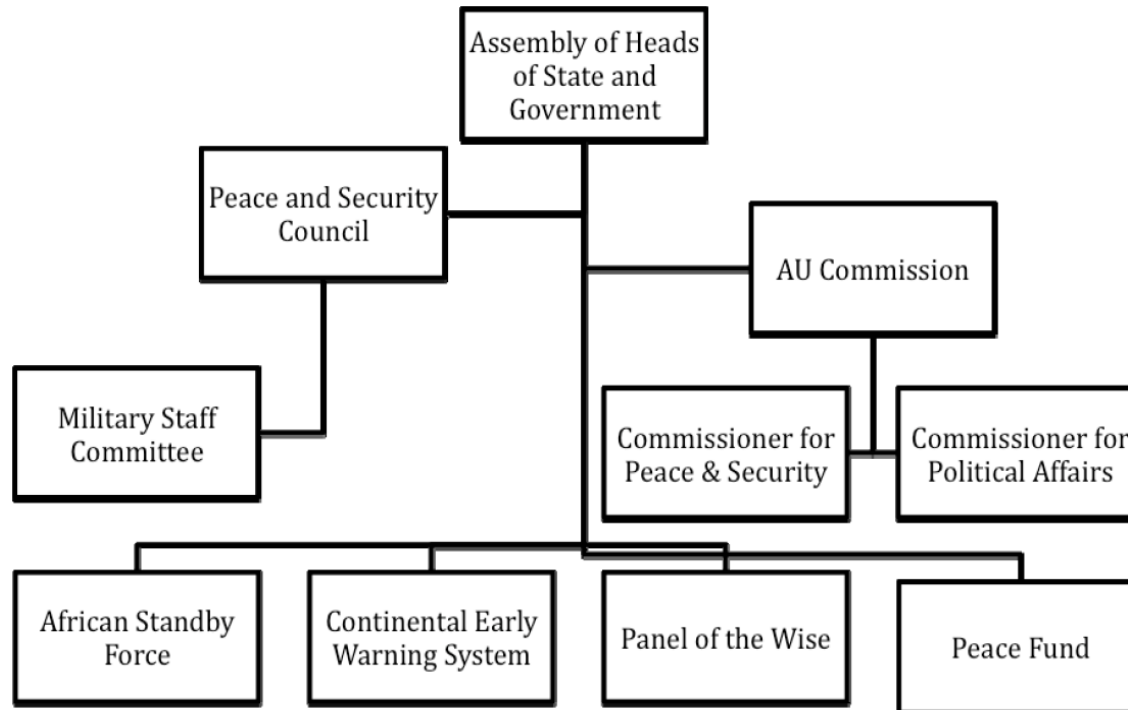 Assembly of Heads
of State and
Government
Peace and Security
Council
AU Commission
Military Staff
Committee
Commissioner for
Peace & Security
Commissioner for
Political Affairs
African Standby
Force
Continental Early
Warning System
Panel of the Wise
Peace Fund